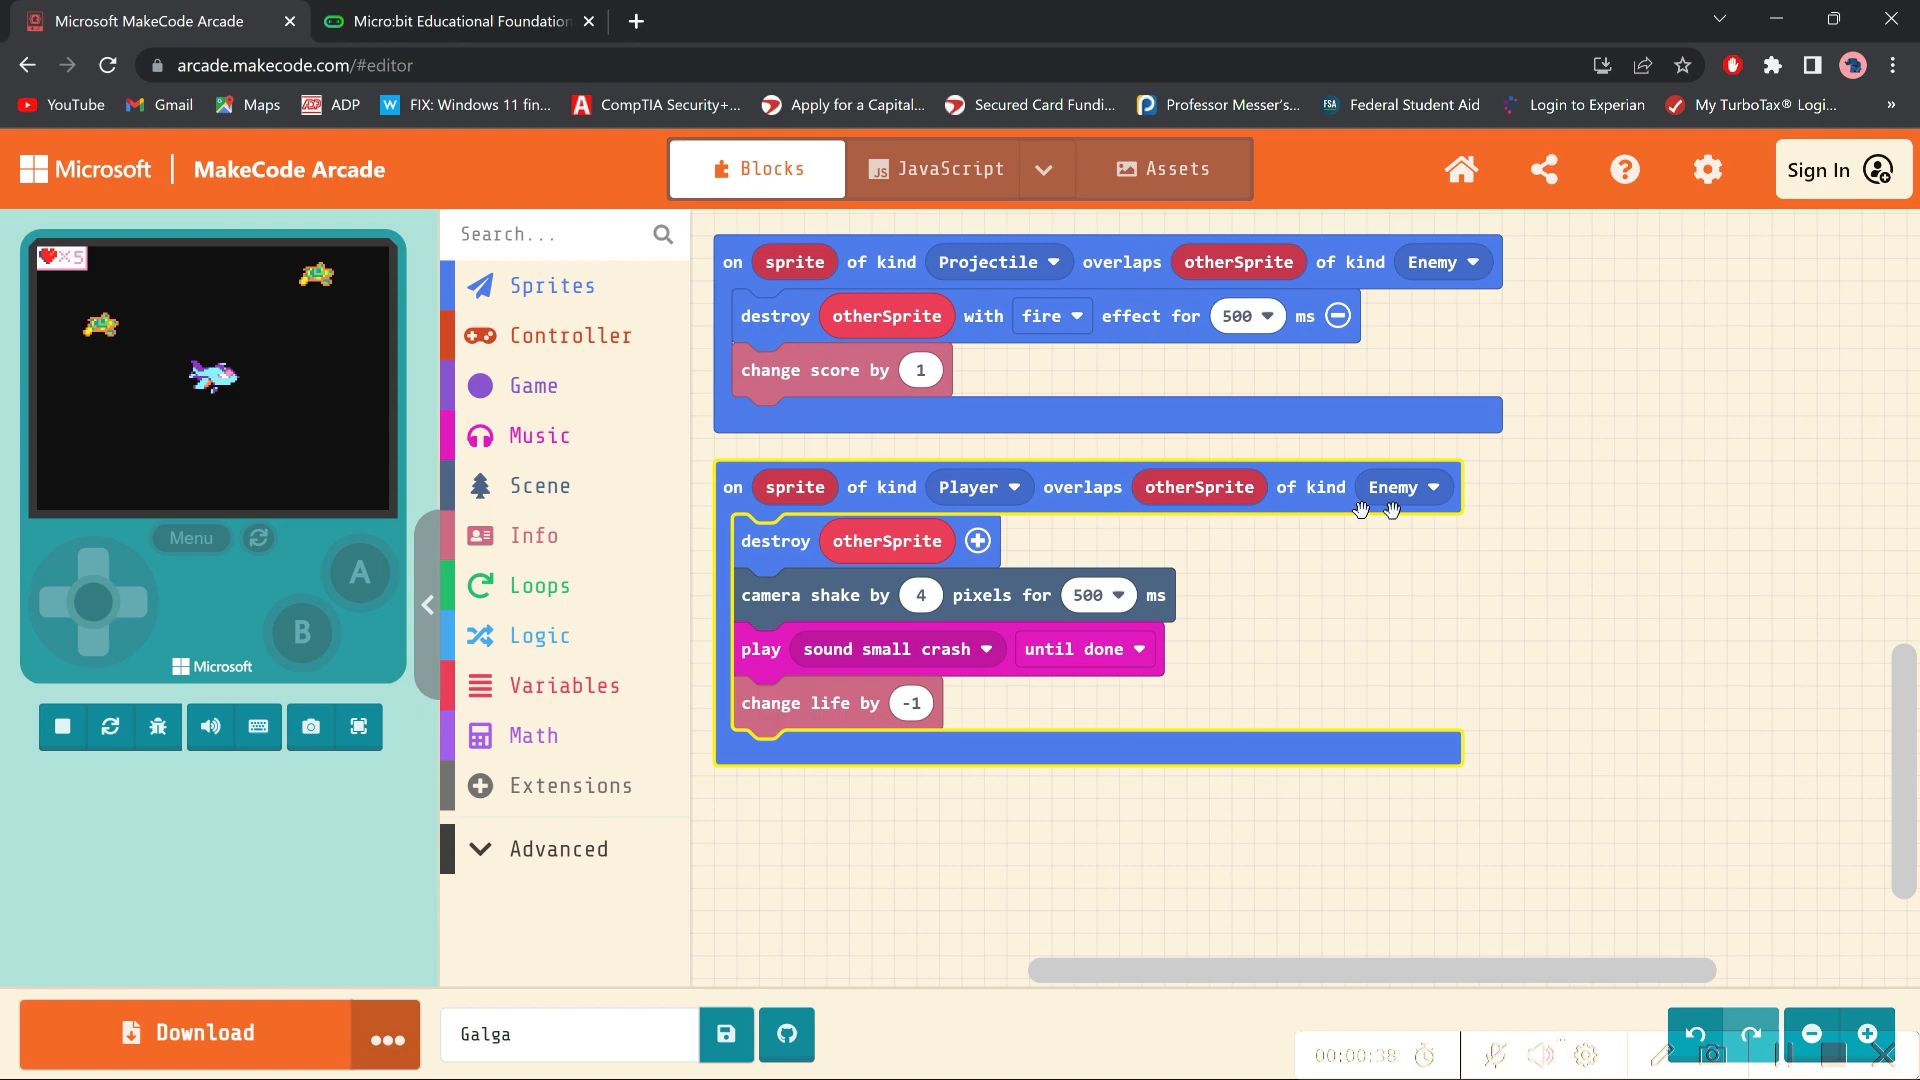 Microsoft MakeCode Arcade
Micro:bit Educational Foundation
arcade.makecode.com/#editor
YouTube
Gmail
Maps
ADP
FIX: Windows 11 fin...
CompTIA Security+...
Apply for a Capital...
Secured Card Fundi...
Professor Messer's...
Federal Student Aid
Login to Experian
My TurboTax® Logi...
»
Microsoft
MakeCode Arcade
Blocks
JavaScript
Assets
Sign In
×5
Menu
A
B
Microsoft
Search...
Sprites
Controller
Game
Music
Scene
Info
Loops
Logic
Variables
Math
Extensions
Advanced
on sprite of kind Projectile overlaps otherSprite of kind Enemy
destroy otherSprite with fire effect for 500 ms
change score by 1
on sprite of kind Player overlaps otherSprite of kind Enemy
destroy otherSprite
camera shake by 4 pixels for 500 ms
play sound small crash until done
change life by -1
Download
Galga
00:00:38